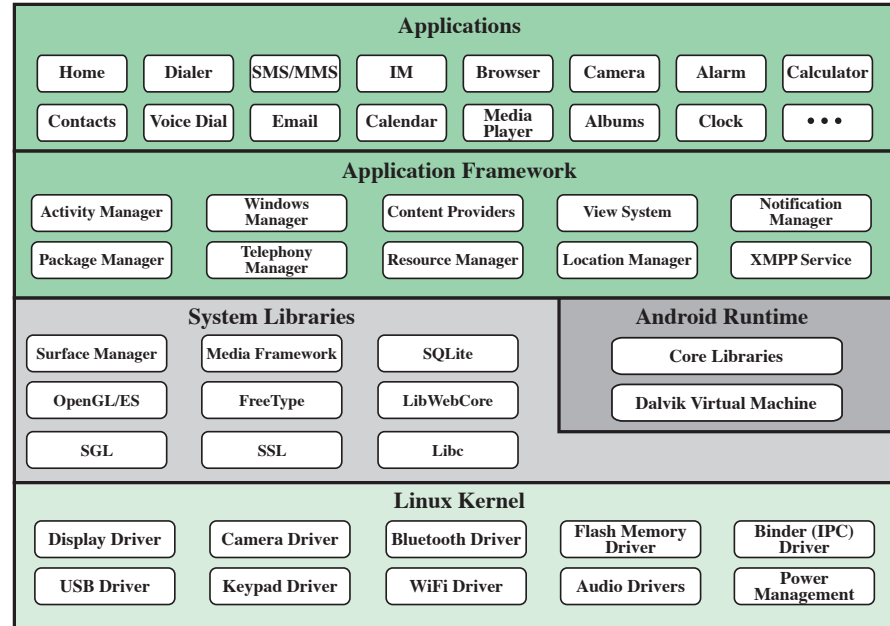 Applications
Home
Dialer
SMS/MMS
IM
Browser
Camera
Alarm
Calculator
Contacts
Voice Dial
Email
Calendar
Media
Player
Albums
Clock
•••
Application Framework
Activity Manager
Windows
Manager
Content Providers
View System
Notification
Manager
Package Manager
Telephony
Manager
Resource Manager
Location Manager
XMPP Service
System Libraries
Surface Manager
Media Framework
SQLite
OpenGL/ES
FreeType
LibWebCore
SGL
SSL
Libc
Android Runtime
Core Libraries
Dalvik Virtual Machine
Linux Kernel
Display Driver
Camera Driver
Bluetooth Driver
Flash Memory
Driver
Binder (IPC)
Driver
USB Driver
Keypad Driver
WiFi Driver
Audio Drivers
Power
Management